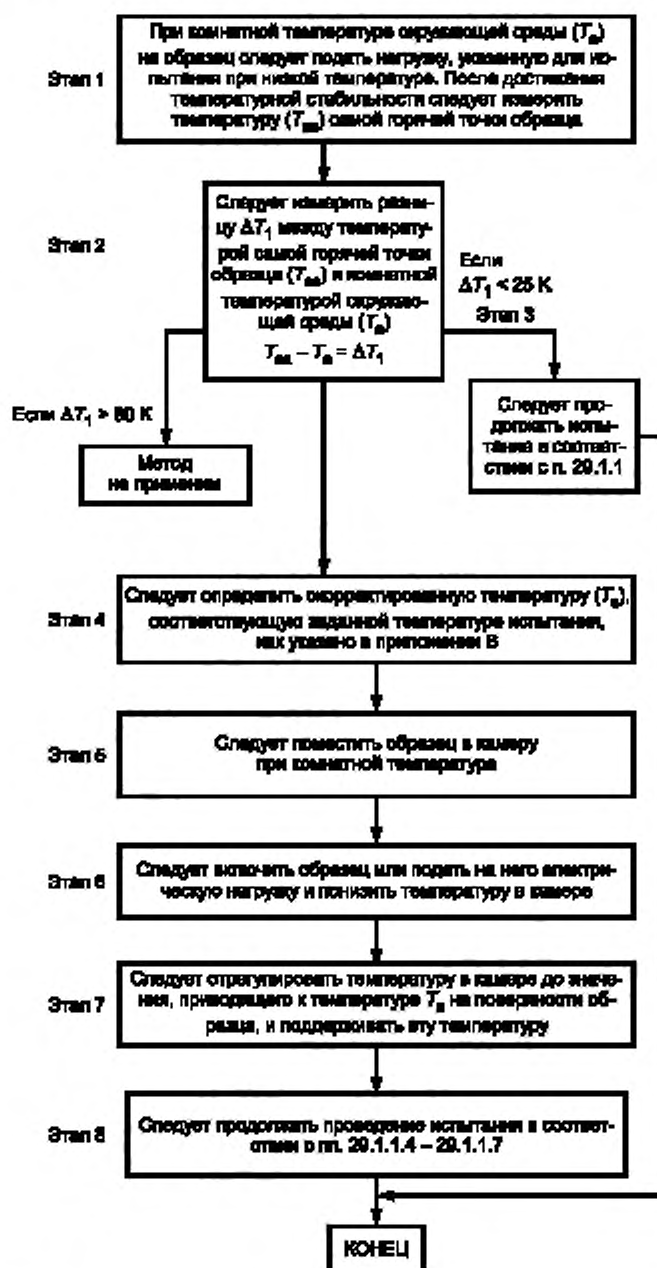 Этап 1
При комнатной температуре окружающей среды (Tа)
на образец следует подать нагрузку, указанную для ис-
пытания при низкой температуре. После достижения
температурной стабильности следует измерить
температуру (Tаа) самой горячей точки образца
Этап 2
Следует измерить разни-
цу ΔT1 между температу-
рой самой горячей точки
образца (Tаа) и комнатной
температурой окружаю-
щей среды (Tа)
Tаа – Tа = ΔT1
Если
ΔT1 < 25 K
Этап 3
Если ΔT1 > 80 K
Метод
не применим
Следует про-
должать испы-
тание в соответ-
ствии с п. 29.1.1
Этап 4
Следует определить скорректированную температуру
соответствующую заданной температуре испытания,
как указано в приложении В
Этап 5
Следует поместить образец в камеру
при комнатной температуре
Этап 6
Следует включить образец или подать на него электри-
ческую нагрузку и понизить температуру в камере
Этап 7
Следует отрегулировать температуру в камере до значе-
ния, приводящего к температуре на поверхности об-
разца, и поддерживать эту температуру
Этап 8
Следует продолжать проведение испытания в соответ-
ствии с пп. 29.1.1.4 – 29.1.1.7
КОНЕЦ